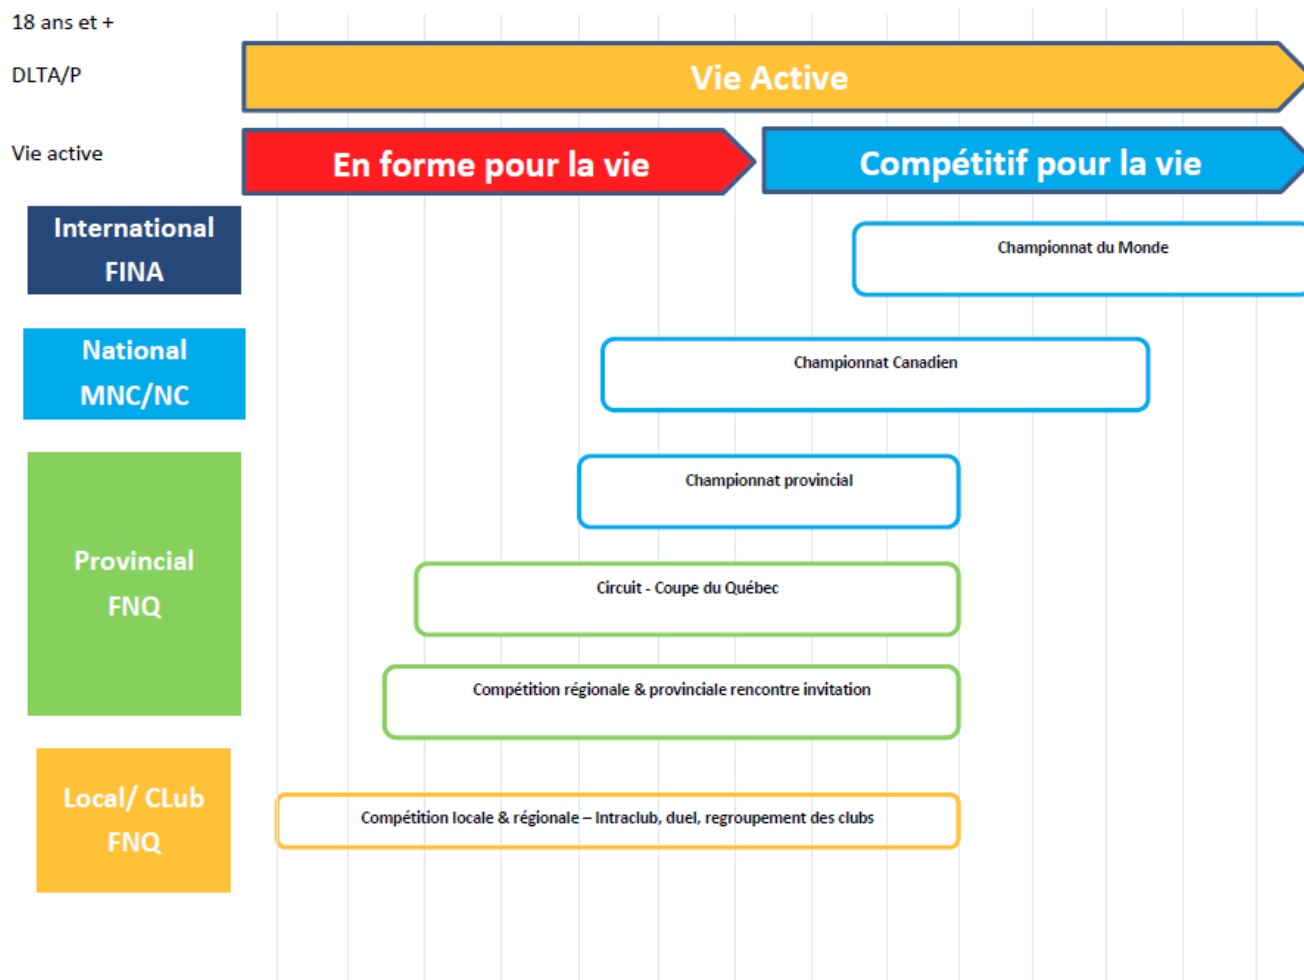 18 ans et +
DLTA/P
Vie Active
Vie active
En forme pour la vie
Compétitif pour la vie
International
FINA
Championnat du Monde
National
MNC/NC
Championnat Canadien
Provincial
FNQ
Championnat provincial
Circuit - Coupe du Québec
Compétition régionale & provinciale rencontre invitation
Local/ CLub
FNQ
Compétition locale & régionale – Intraclub, duel, regroupement des clubs